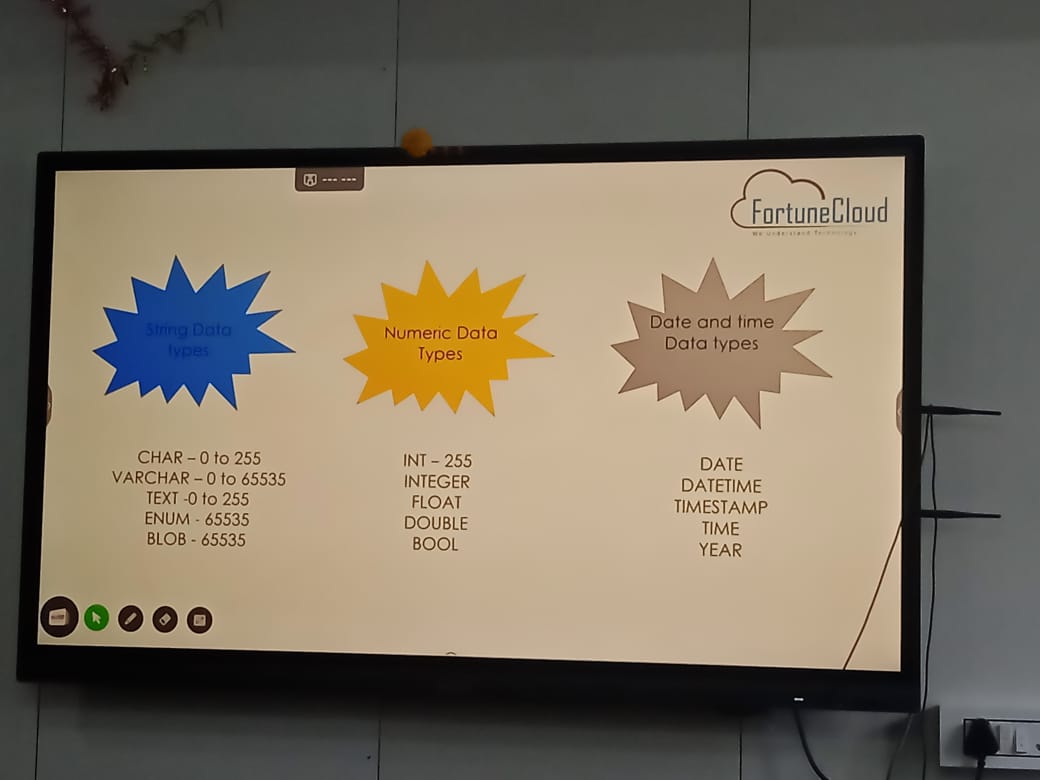 --- ---
FortuneCloud
We Understand Technology
String Data
types
Numeric Data
Types
Date and time
Data types
CHAR – 0 to 255
VARCHAR – 0 to 65535
TEXT -0 to 255
ENUM - 65535
BLOB - 65535
INT – 255
INTEGER
FLOAT
DOUBLE
BOOL
DATE
DATETIME
TIMESTAMP
TIME
YEAR